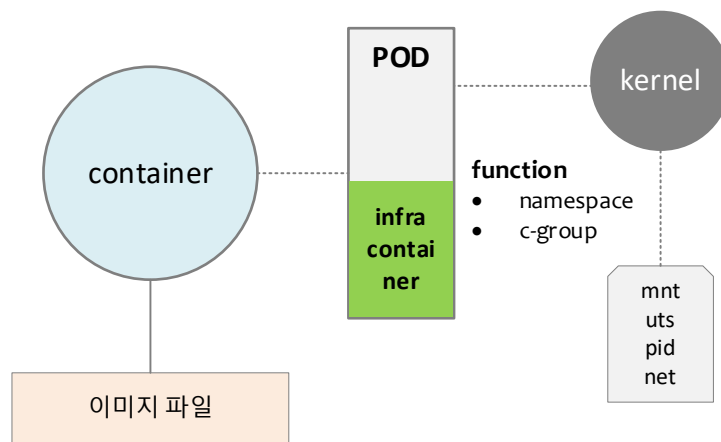 POD
kernel
container
function
• namespace
• c-group
infra
contai
ner
mnt
uts
pid
net
이미지 파일